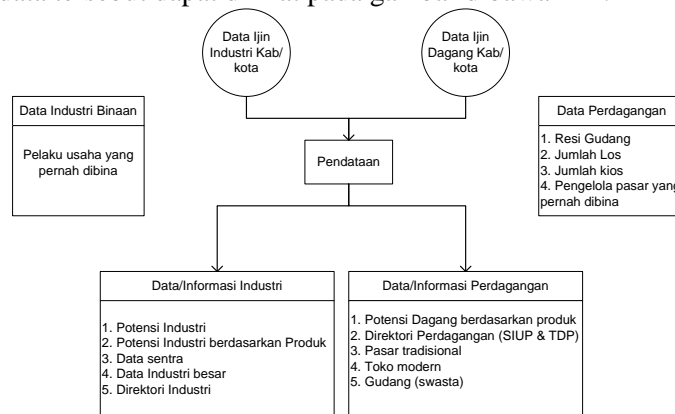 Data Ijin
Industri Kab/
kota
Data Ijin
Dagang Kab/
kota
Data Industri Binaan
Pelaku usaha yang
pernah dibina
Pendataan
Data Perdagangan
1. Resi Gudang
2. Jumlah Los
3. Jumlah kios
4. Pengelola pasar yang
pernah dibina
Data/Informasi Industri
1. Potensi Industri
2. Potensi Industri berdasarkan Produk
3. Data sentra
4. Data Industri besar
5. Direktori Industri
Data/Informasi Perdagangan
1. Potensi Dagang berdasarkan produk
2. Direktori Perdagangan (SIUP & TDP)
3. Pasar tradisional
4. Toko modern
5. Gudang (swasta)